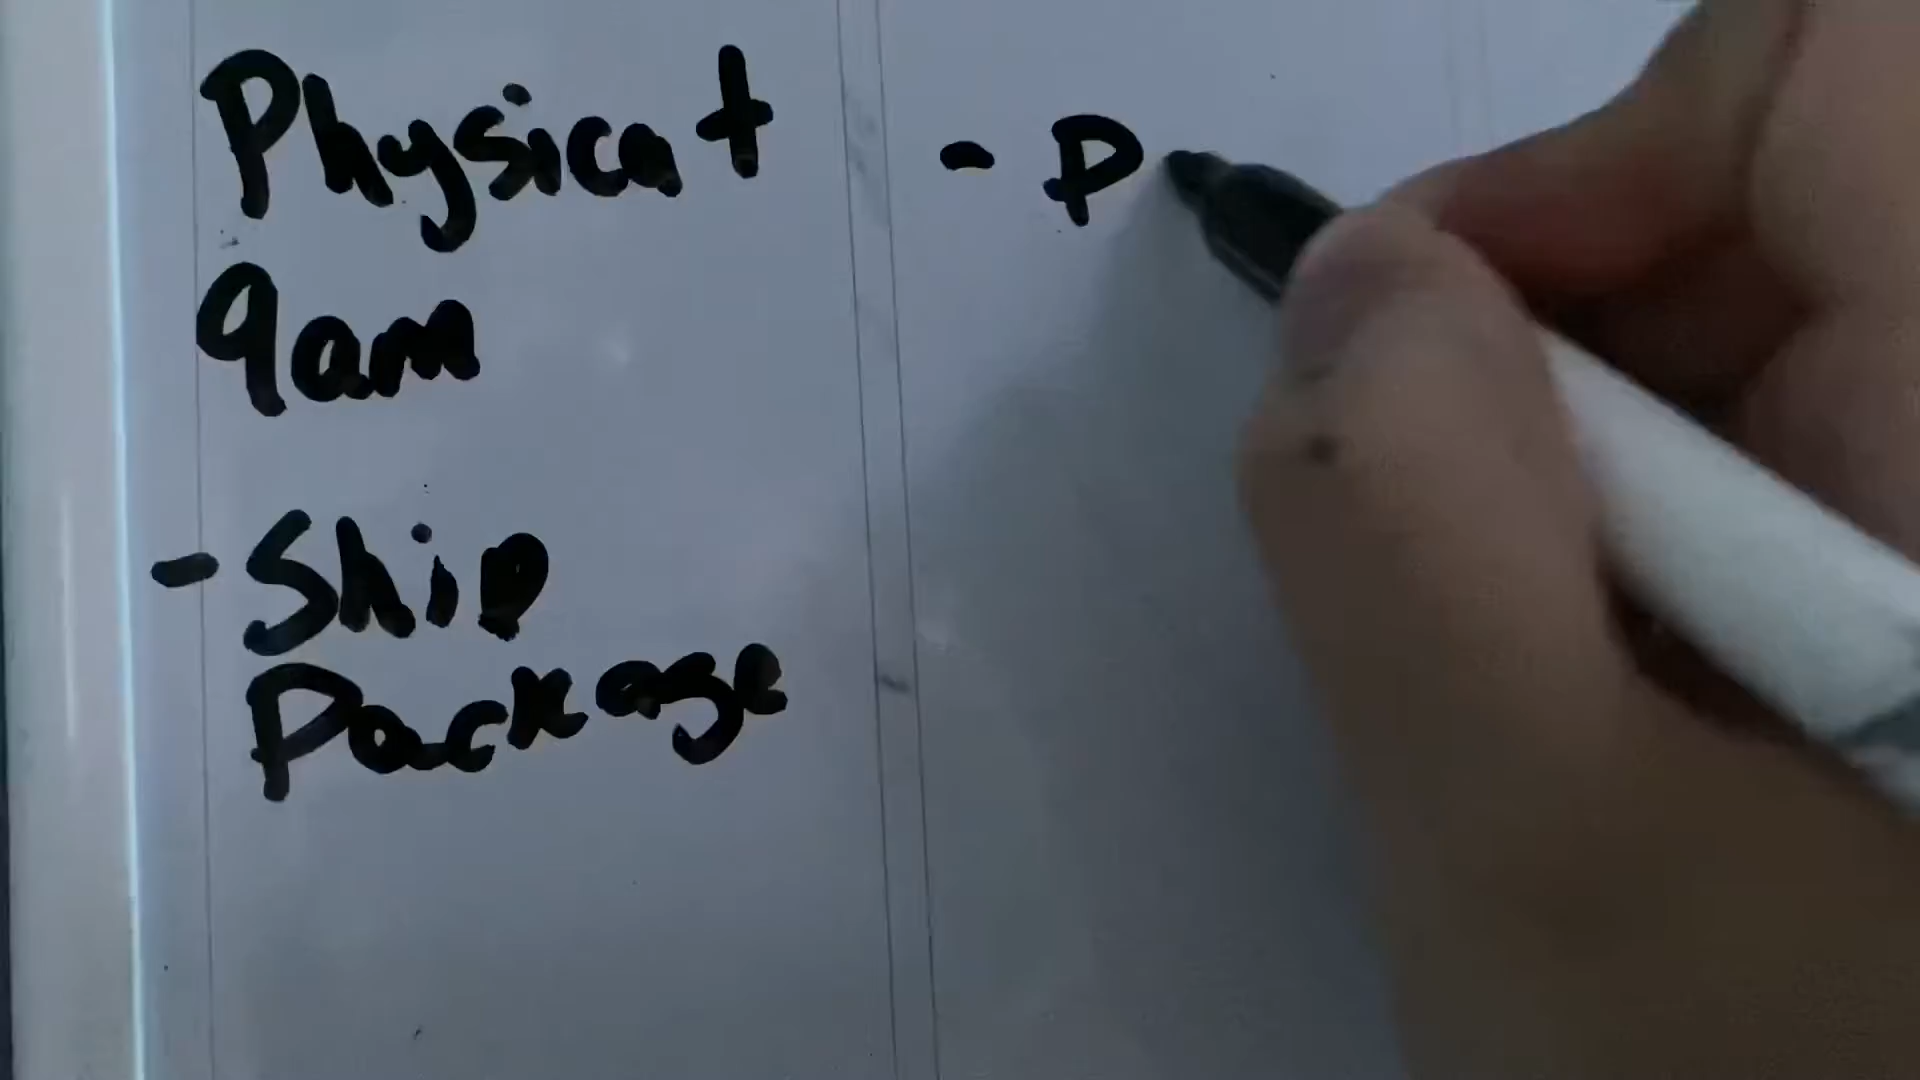 Physical
9am
- Ship
Package
- P